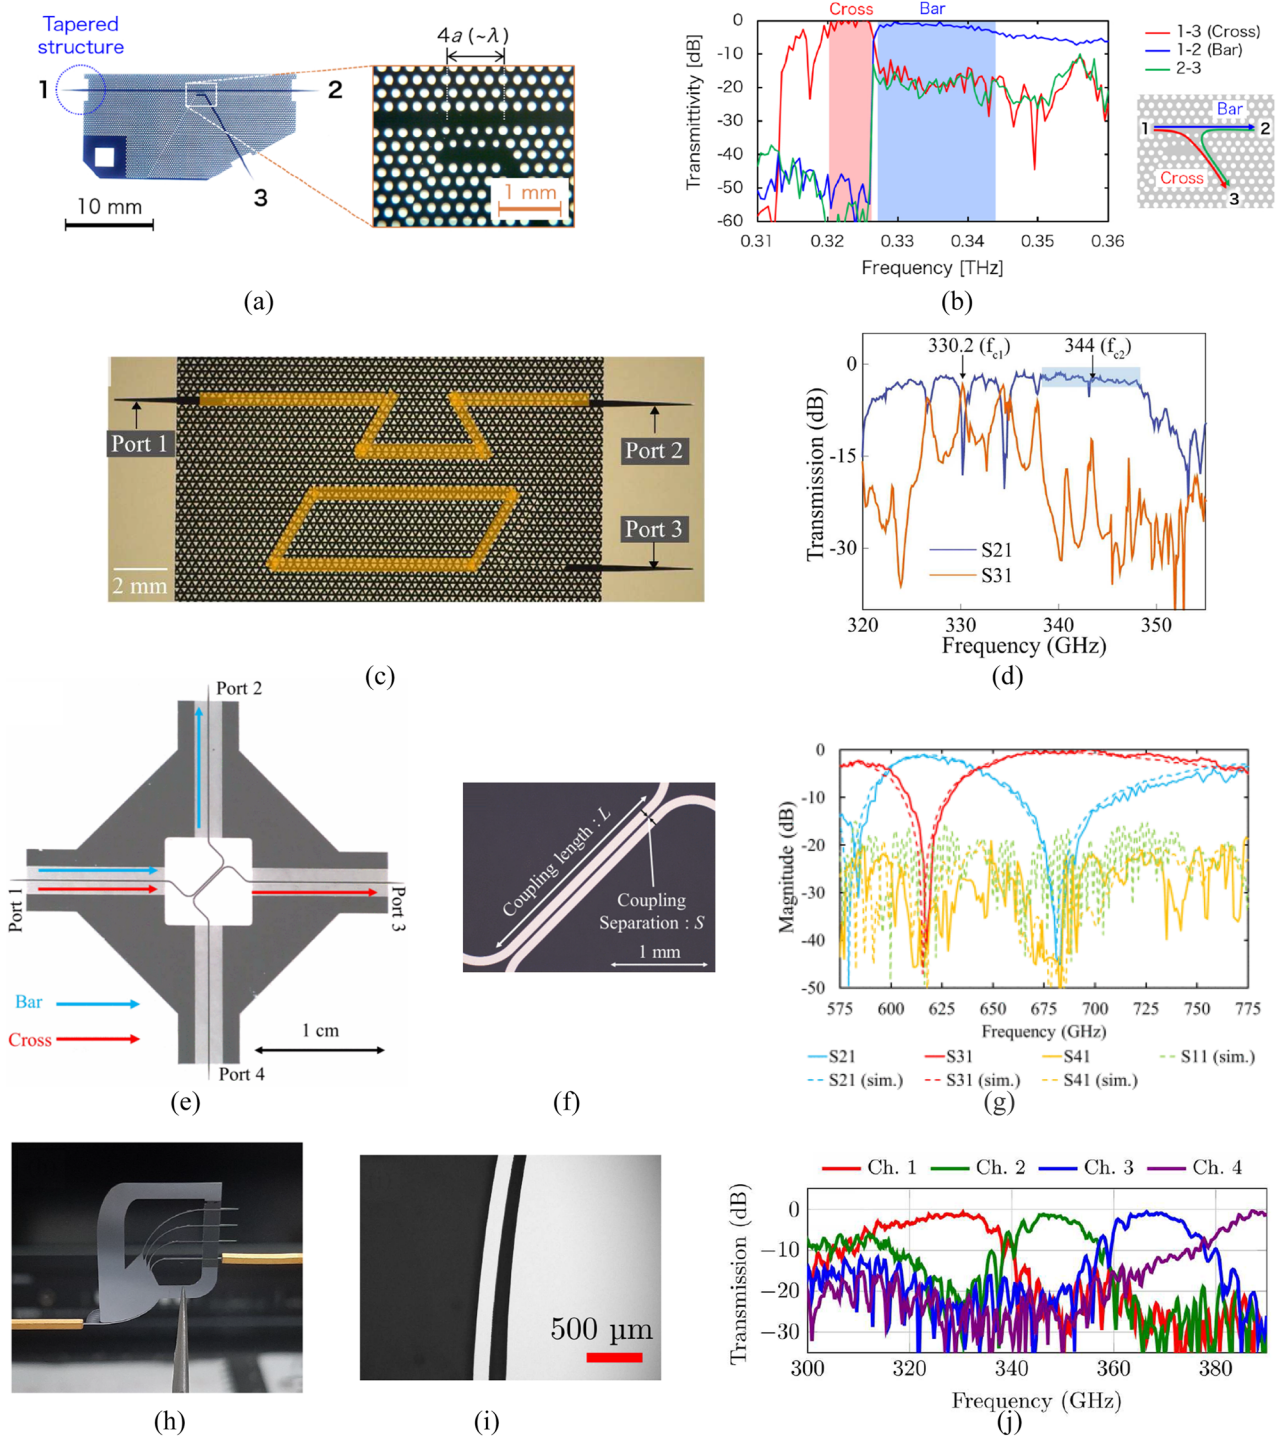 Tapered
structure
1
2
3
10 mm
4a (~λ)
1 mm
(a)
Cross
Bar
Transmittivity [dB]
0
-10
-20
-30
-40
-50
-60
0.31
0.32
0.33
0.34
0.35
0.36
Frequency [THz]
1-3 (Cross)
1-2 (Bar)
2-3
Bar
1
2
Cross
3
(b)
Port 1
Port 2
Port 3
2 mm
(c)
330.2 (fc1)
344 (fc2)
Transmission (dB)
0
-15
-30
S21
S31
320
330
340
350
Frequency (GHz)
(d)
Port 2
Port 1
Port 3
Bar
Cross
1 cm
Port 4
(e)
Coupling length : L
Coupling
Separation : S
1 mm
(f)
Magnitude (dB)
0
-10
-20
-30
-40
-50
575
600
625
650
675
700
725
750
775
Frequency (GHz)
S21
S31
S41
S11 (sim.)
S21 (sim.)
S31 (sim.)
S41 (sim.)
(g)
(h)
500 µm
(i)
Ch. 1
Ch. 2
Ch. 3
Ch. 4
Transmission (dB)
0
−10
−20
−30
300
320
340
360
380
Frequency (GHz)
(j)